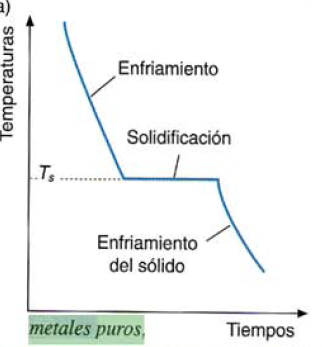 a)
Temperaturas
Enfriamiento
Solidificación
Ts
Enfriamiento
del sólido
metales puros,
Tiempos